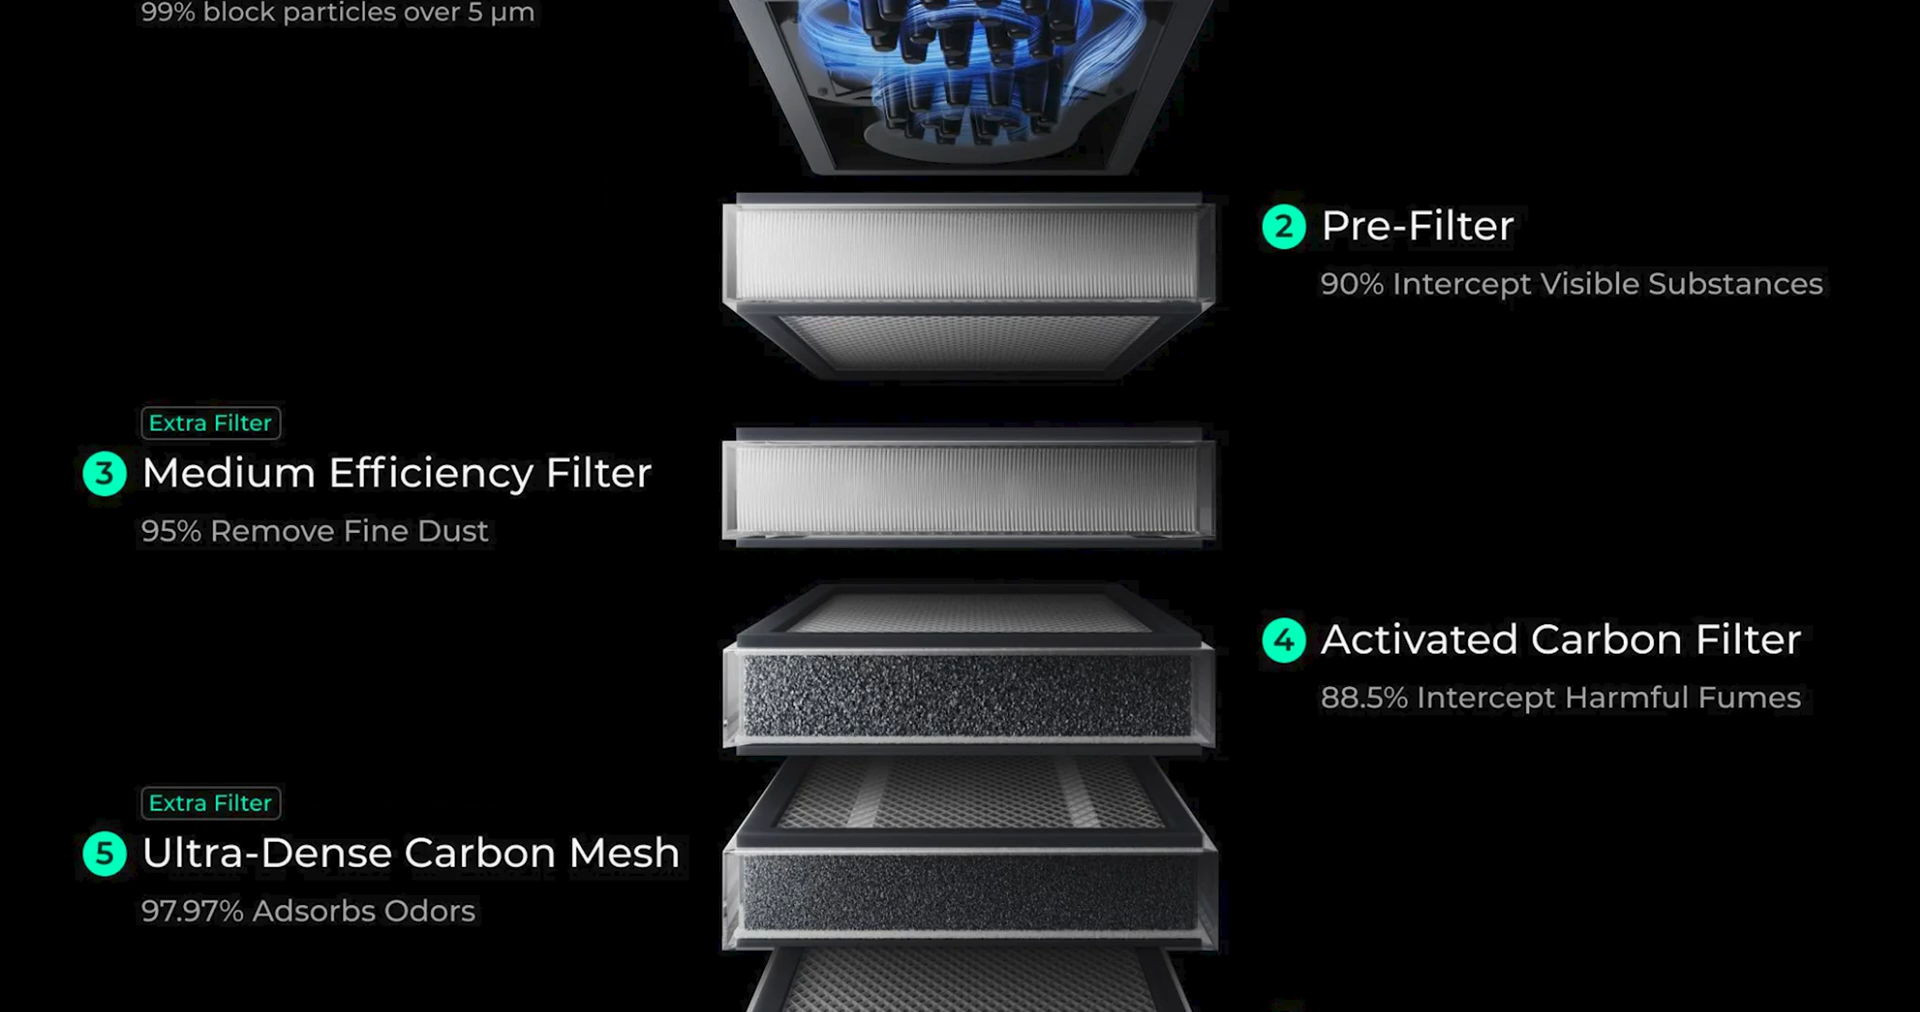 99% block particles over 5 μm
2 Pre-Filter
90% Intercept Visible Substances
Extra Filter
3 Medium Efficiency Filter
95% Remove Fine Dust
4 Activated Carbon Filter
88.5% Intercept Harmful Fumes
Extra Filter
5 Ultra-Dense Carbon Mesh
97.97% Adsorbs Odors